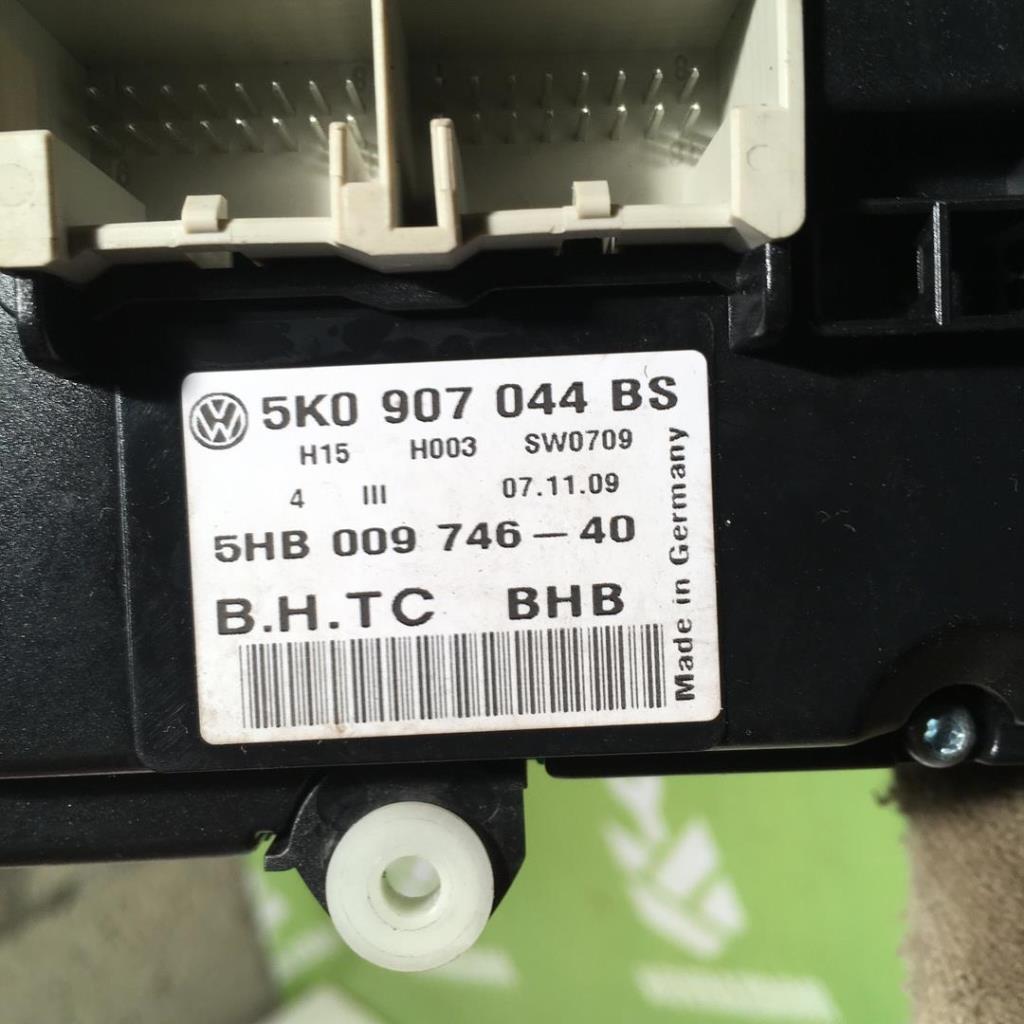 5K0 907 044 BS
H15 H003 SW0709
4 III 07.11.09
5HB 009 746-40
B.H.TC BHB
Made in Germany